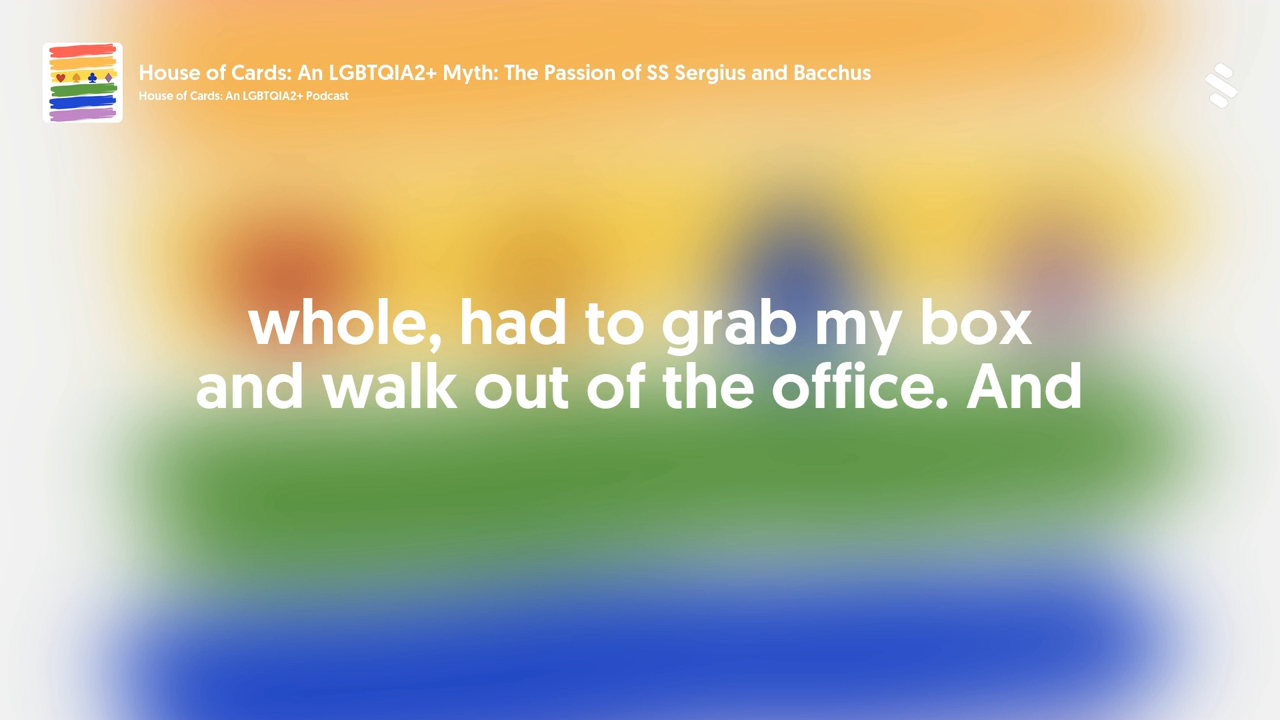 House of Cards: An LGBTQIA2+ Myth: The Passion of SS Sergius and Bacchus
House of Cards: An LGBTQIA2+ Podcast
whole, had to grab my box
and walk out of the office. And